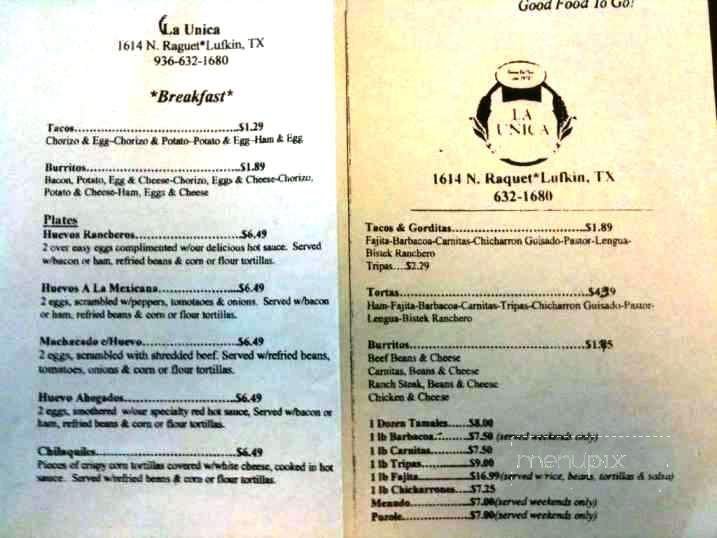 La Unica
1614 N. Raguet*Lufkin, TX
936-632-1680
*Breakfast*
Tacos........................................$1.29
Chorizo & Egg-Chorizo & Potato-Potato & Egg-Ham & Egg
Burritos.....................................$1.89
Bacon, Potato, Egg & Cheese-Chorizo, Eggs & Cheese-Chorizo,
Potato & Cheese-Ham, Eggs & Cheese
Plates
Huevos Rancheros..........................$6.49
2 over easy eggs complimented w/our delicious hot sauce. Served
w/bacon or ham, refried beans & corn or flour tortillas.
Huevos A La Mexicana...................$6.49
2 eggs, scrambled w/peppers, tomotaoes & onions. Served w/bacon
or ham, refried beans & corn or flour tortillas.
Machacado c/Huevo.......................$6.49
2 eggs, scrambled with shredded beef. Served w/refried beans,
tomatoes, onions & corn or flour tortillas.
Huevo Ahogados...........................$6.49
2 eggs, smothered w/our specialty red hot sauce, Served w/bacon or
ham, refried beans & corn or flour tortillas.
Chilaquiles..................................$6.49
Pieces of crispy corn tortillas covered w/white cheese, cooked in hot
sauce. Served w/refried beans & corn or flour tortillas.
Good Food To Go!
LA
UNICA
1614 N. Raquet*Lufkin, TX
632-1680
Tacos & Gorditas................................$1.89
Fajita-Barbacoa-Carnitas-Chicharron Guisado-Pastor-Lengua-
Bistek Ranchero
Tripas....$2.29
Tortas..............................................$4.39
Ham-Fajita-Barbacoa-Carnitas-Tripas-Chicharron Guisado-Pastor-
Lengua-Bistek Ranchero
Burritos............................................
Beef Beans & Cheese
Carnitas, Beans & Cheese
Ranch Steak, Beans & Cheese
Chicken & Cheese
1 Dozen Tamales.....$8.00
1 lb Barbacoa.........$7.50 (served weekends only)
1 lb Carnitas.........$7.50
1 lb Tripas............$9.00
1 lb Fajita.............$16.99(served w/rice, beans, tortillas & salsa)
1 lb Chicharrones....$7.25
Menudo................$7.00(served weekends only)
Pozole..................$7.00(served weekends only)
menupix